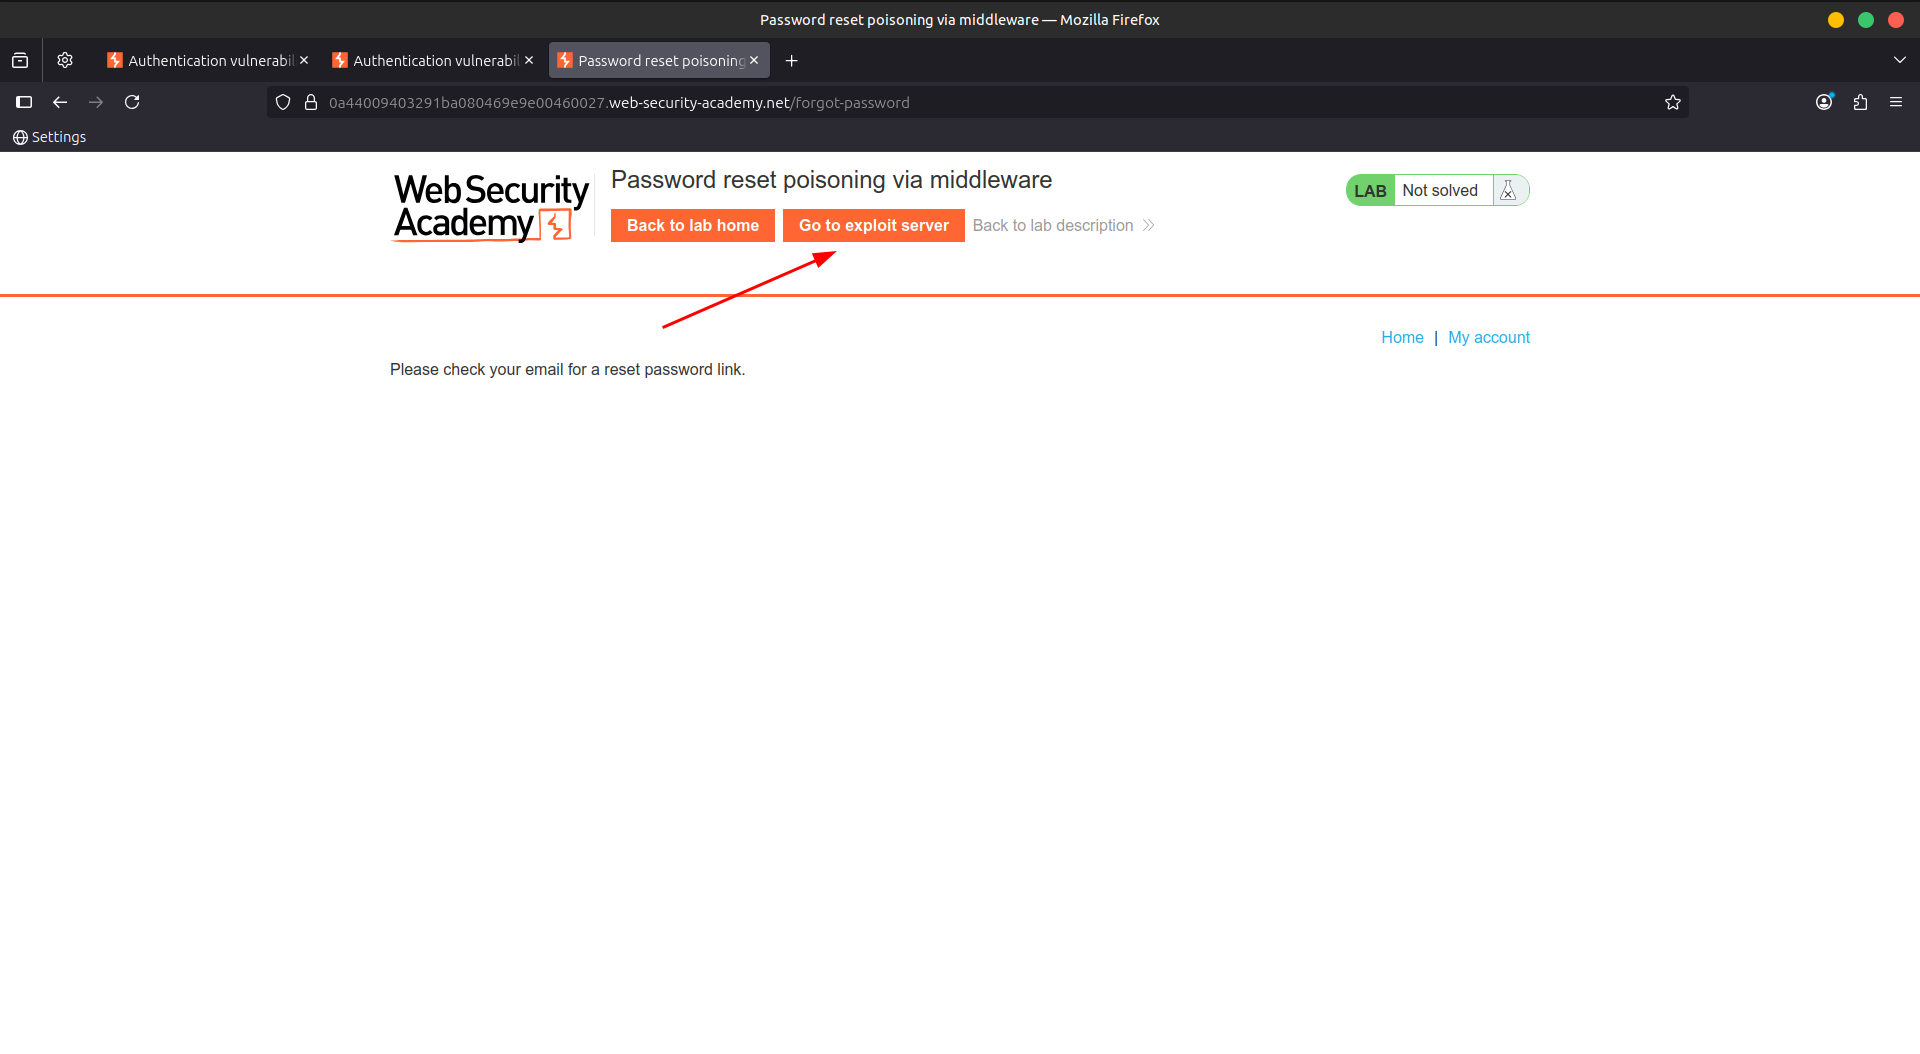 Password reset poisoning via middleware — Mozilla Firefox
Authentication vulnerabil
Authentication vulnerabil
Password reset poisoning
0a44009403291ba080469e9e00460027.web-security-academy.net/forgot-password
Settings
Web Security
Academy
Password reset poisoning via middleware
LAB Not solved
Back to lab home Go to exploit server Back to lab description
Home | My account
Please check your email for a reset password link.